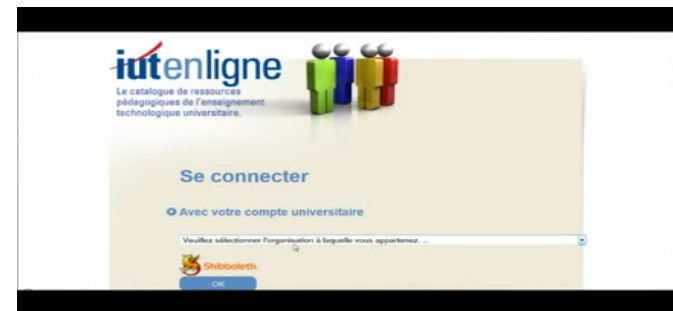 iutenligne
Le catalogue de ressources
pédagogiques de l'enseignement
technologique universitaire.
Se connecter
Avec votre compte universitaire
Veuillez sélectionner l'organisation à laquelle vous appartenez. ...
Shibboleth.
OK